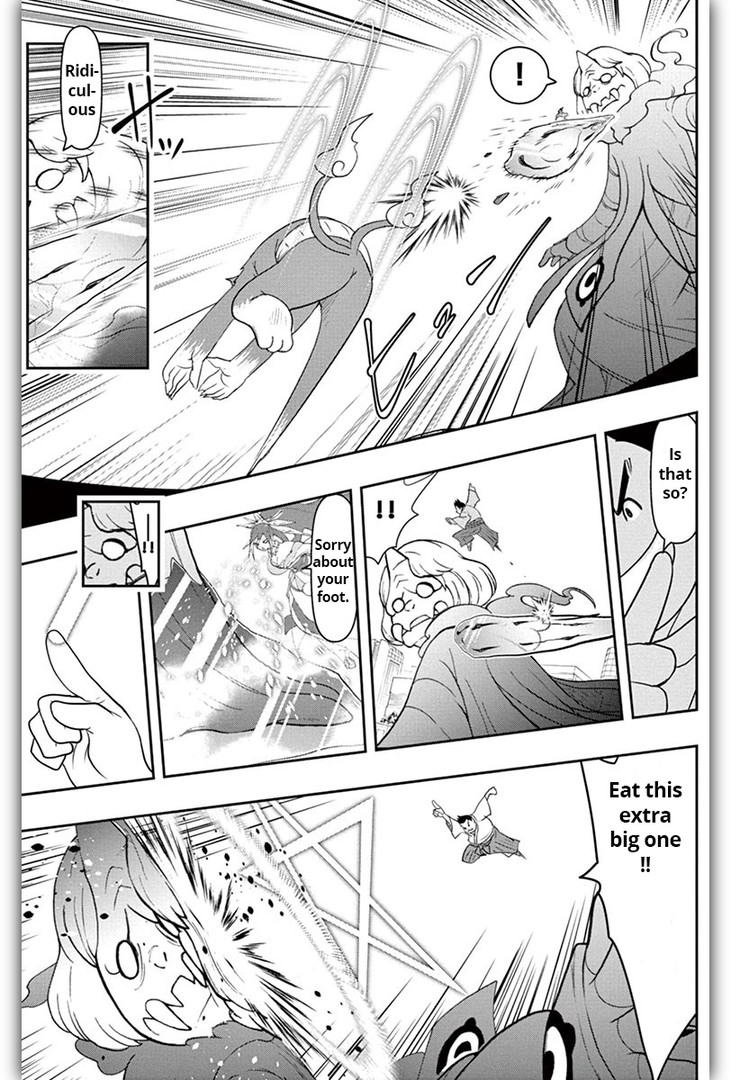 !
Ridi-
cul-
ous
Is
that
so?
!!
Sorry
about
your
foot.
!!
Eat this
extra
big one
!!